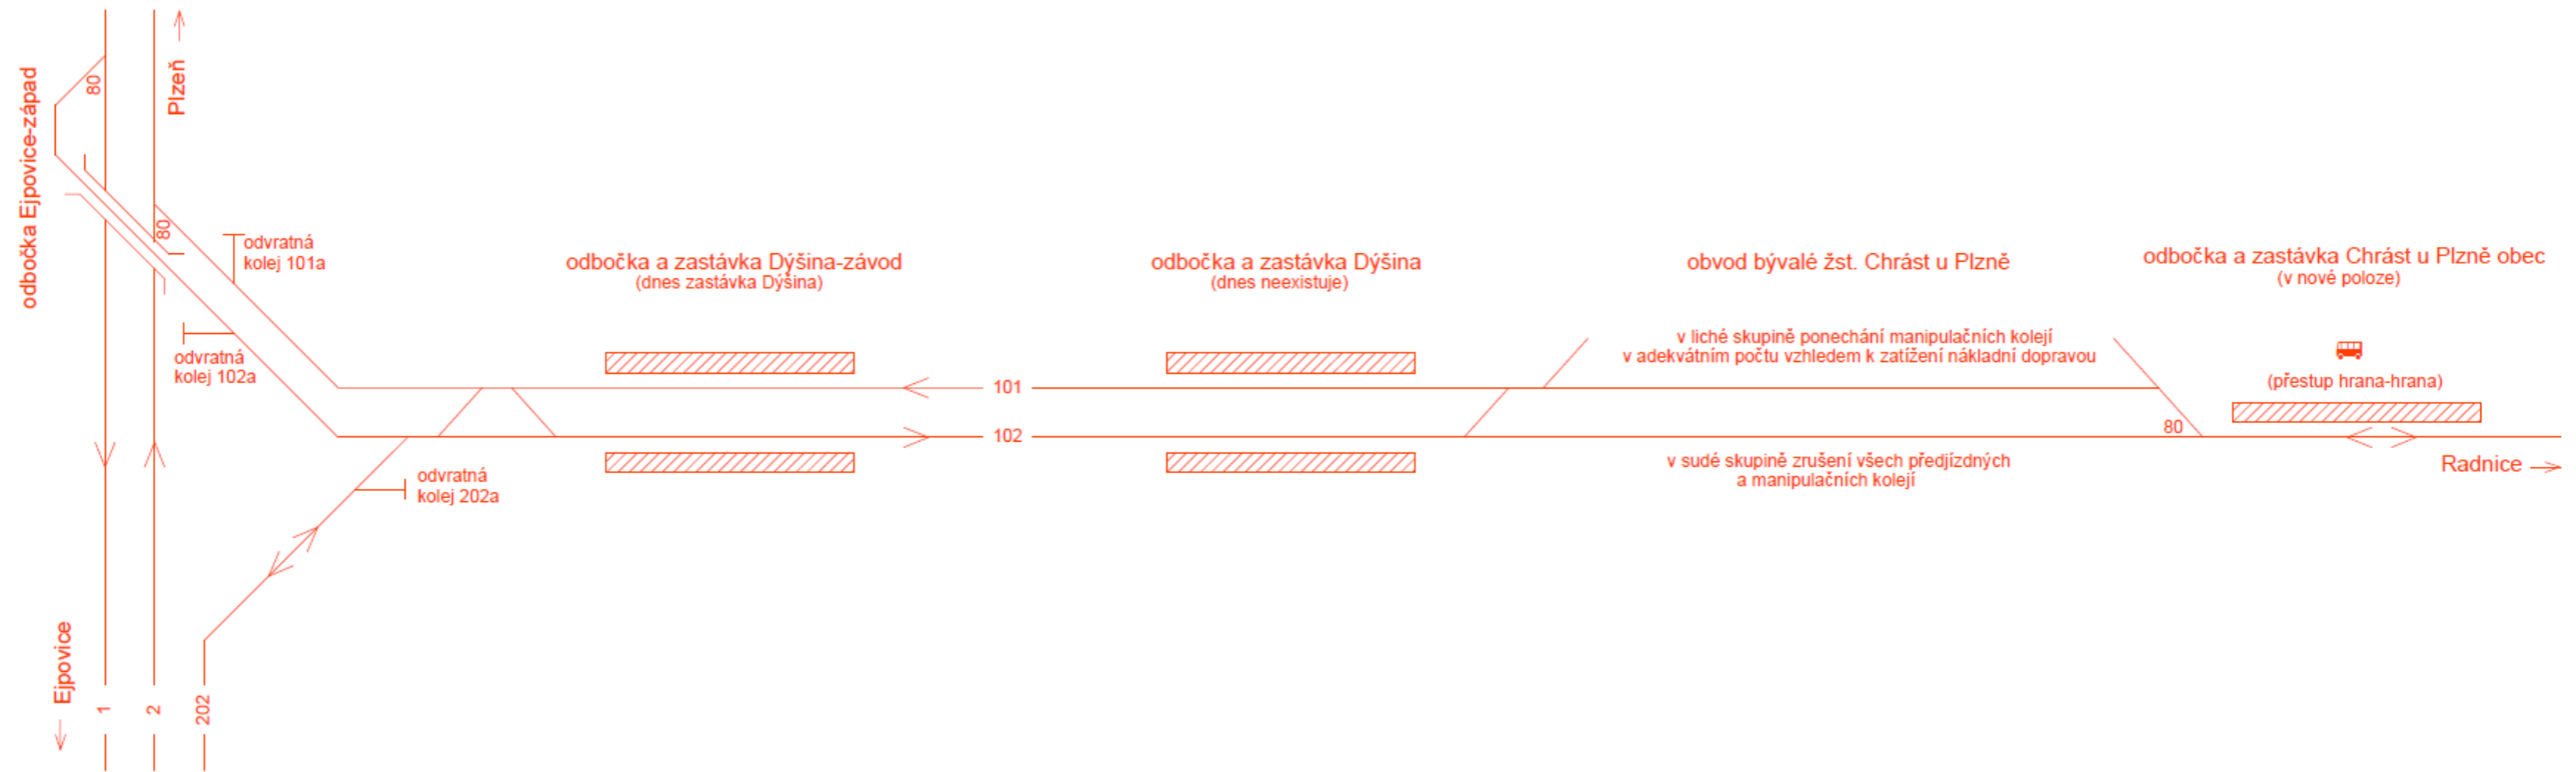 odbočka Ejpovice-západ
80
Plzeň
80
odvratná
kolej 101a
odvratná
kolej 102a
odbočka a zastávka Dýšina-závod
(dnes zastávka Dýšina)
odbočka a zastávka Dýšina
(dnes neexistuje)
obvod bývalé žst. Chrást u Plzně
odbočka a zastávka Chrást u Plzně obec
(v nové poloze)
v liché skupině ponechání manipulačních kolejí
v adekvátním počtu vzhledem k zatížení nákladní dopravou
(přestup hrana-hrana)
101
102
80
v sudé skupině zrušení všech předjízdných
a manipulačních kolejí
Radnice
odvratná
kolej 202a
Ejpovice
1
2
202